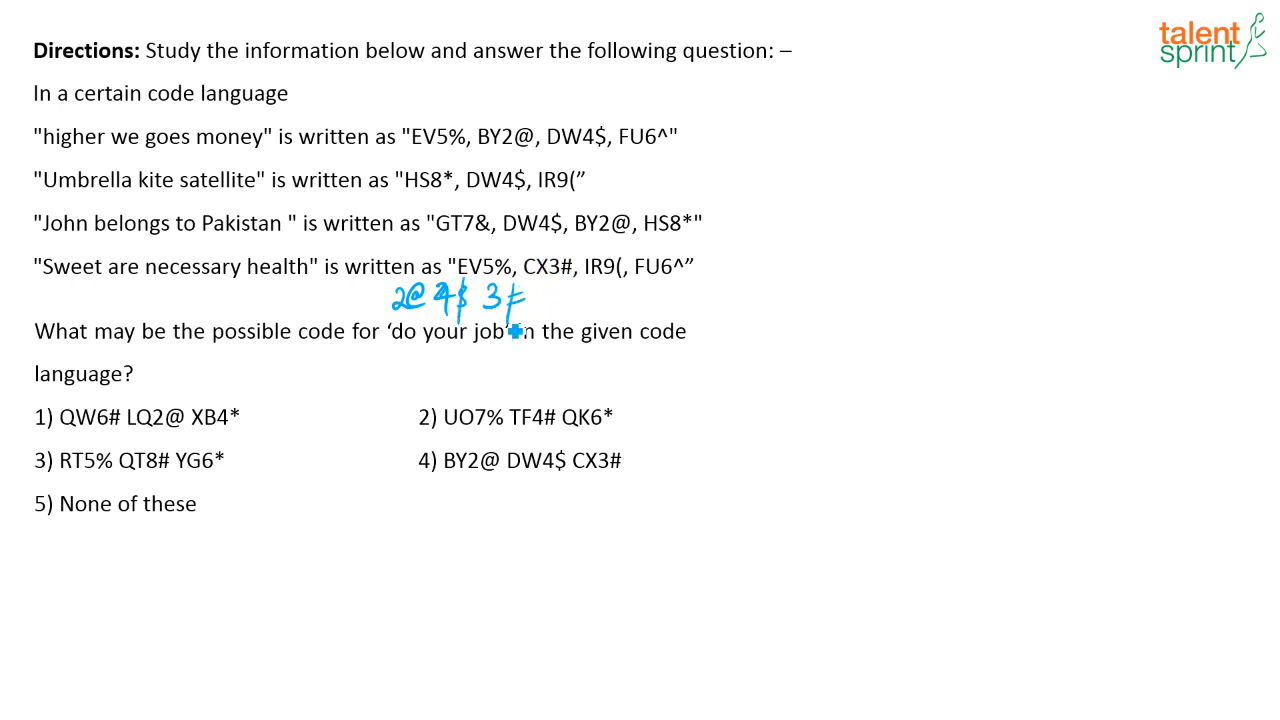 talent
sprint
Directions: Study the information below and answer the following question: –
In a certain code language
"higher we goes money" is written as "EV5%, BY2@, DW4$, FU6^"
"Umbrella kite satellite" is written as "HS8*, DW4$, IR9(”
"John belongs to Pakistan " is written as "GT7&, DW4$, BY2@, HS8*"
"Sweet are necessary health" is written as "EV5%, CX3#, IR9(, FU6^”
2@ 4$ 3#
What may be the possible code for ‘do your job’ in the given code
language?
1) QW6# LQ2@ XB4* 2) UO7% TF4# QK6*
3) RT5% QT8# YG6* 4) BY2@ DW4$ CX3#
5) None of these